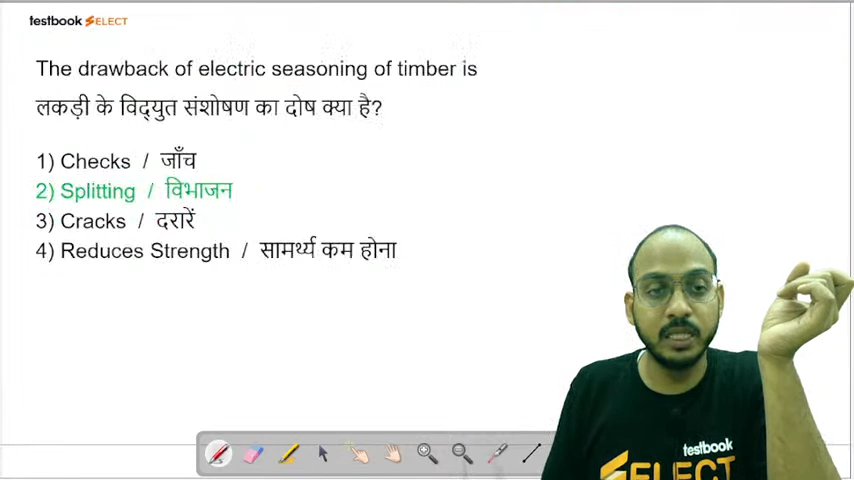 testbook SELECT
The drawback of electric seasoning of timber is
लकड़ी के विद्युत संशोषण का दोष क्या है?
1) Checks / जाँच
2) Splitting / विभाजन
3) Cracks / दरारें
4) Reduces Strength / सामर्थ्य कम होना
testbook
SELECT